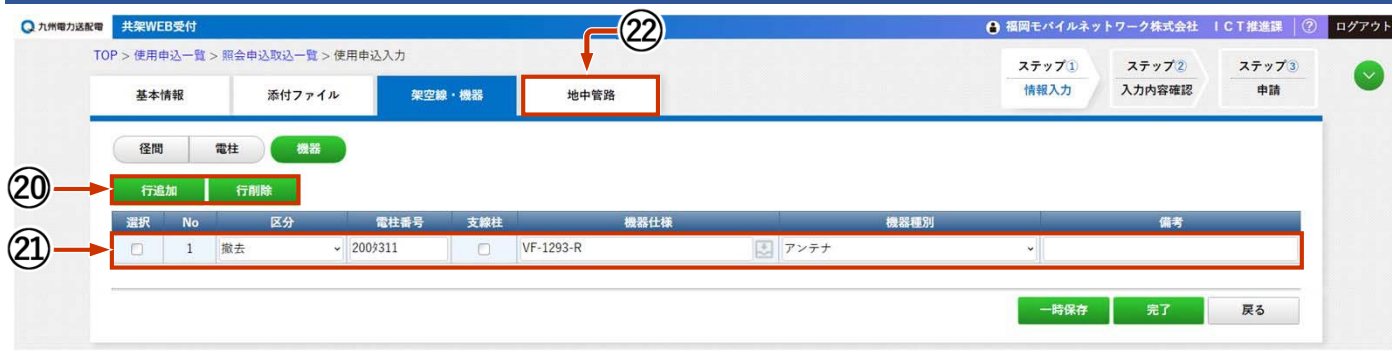 ㉒
九州電力送配電 共架WEB受付 福岡モバイルネットワーク株式会社 ICT推進課 ? ログアウト
TOP > 使用申込一覧 > 照会申込取込一覧 > 使用申込入力
ステップ① ステップ② ステップ③
情報入力 入力内容確認 申請
基本情報 添付ファイル 架空線・機器 地中管路
径間 電柱 機器
⑳
行追加 行削除
選択 No 区分 電柱番号 支線柱 機器仕様 機器種別 備考
㉑
1 撤去 2009311 VF-1293-R アンテナ
一時保存 完了 戻る